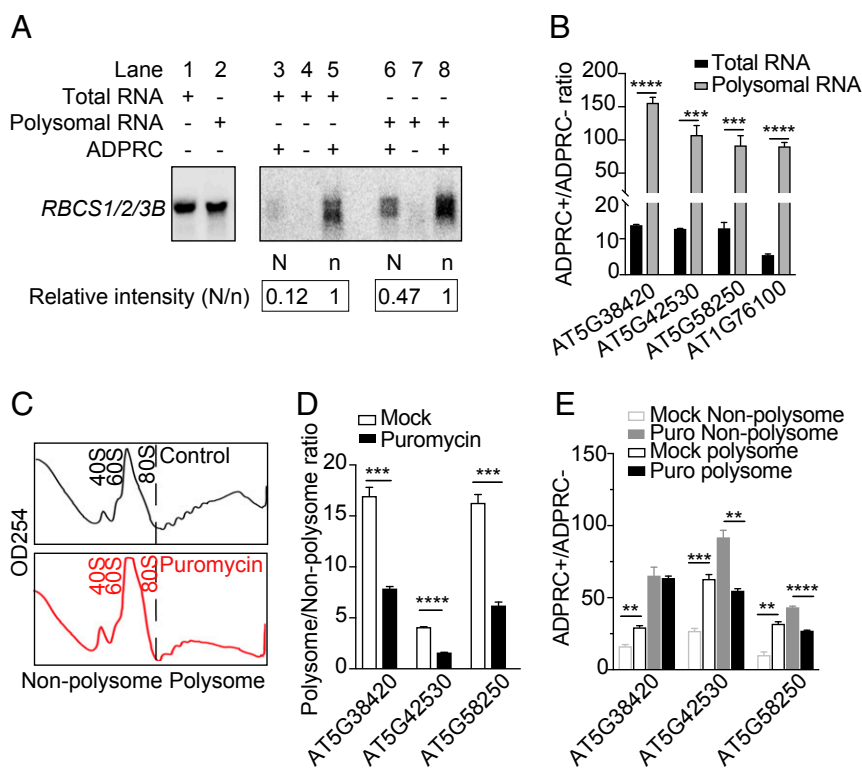 A
Lane 1 2 3 4 5 6 7 8
Total RNA + - + + + - - -
Polysomal RNA - + - - - + + +
ADPRC - - + - + + - +
RBCS1/2/3B
N n N n
Relative intensity (N/n) 0.12 1 0.47 1
B
Total RNA
Polysomal RNA
ADPRC+/ADPRC- ratio
200
150
100
50
20
10
0
**** *** *** ****
AT5G38420 AT5G42530 AT5G58250 AT1G76100
C
OD254
40S 60S 80S Control
40S 60S 80S Puromycin
Non-polysome Polysome
D
Mock
Puromycin
Polysome/Non-polysome ratio
20
15
10
5
0
*** **** ***
AT5G38420 AT5G42530 AT5G58250
E
Mock Non-polysome
Puro Non-polysome
Mock polysome
Puro polysome
ADPRC+/ADPRC-
150
100
50
0
** *** ** ** ****
AT5G38420 AT5G42530 AT5G58250